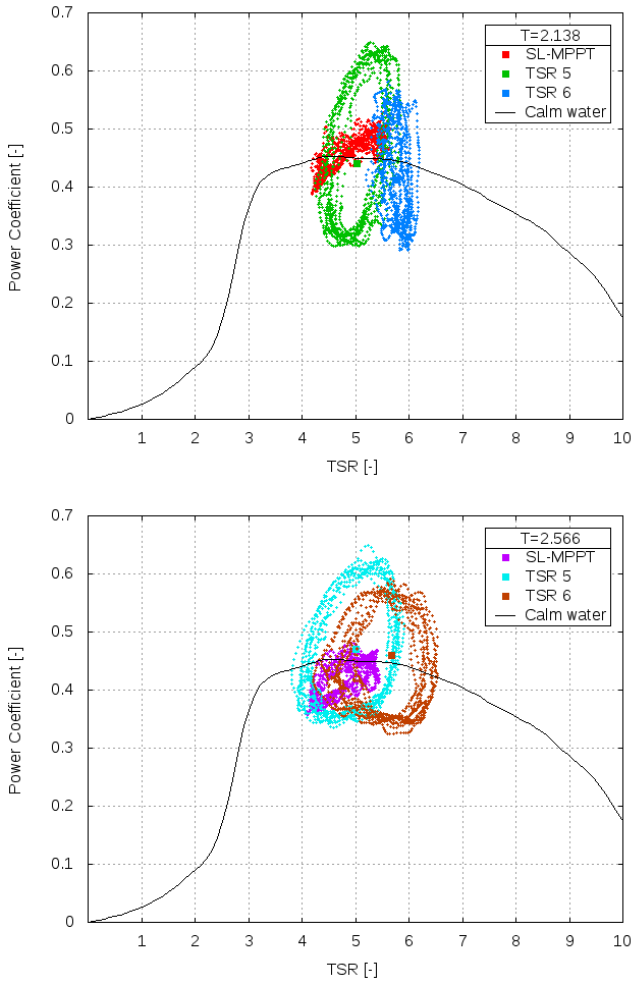 0.7
T=2.138
SL-MPPT
TSR 5
TSR 6
Calm water
0.6
0.5
0.4
0.3
0.2
0.1
0
Power Coefficient [-]
1 2 3 4 5 6 7 8 9 10
TSR [-]
0.7
T=2.566
SL-MPPT
TSR 5
TSR 6
Calm water
0.6
0.5
0.4
0.3
0.2
0.1
0
Power Coefficient [-]
1 2 3 4 5 6 7 8 9 10
TSR [-]